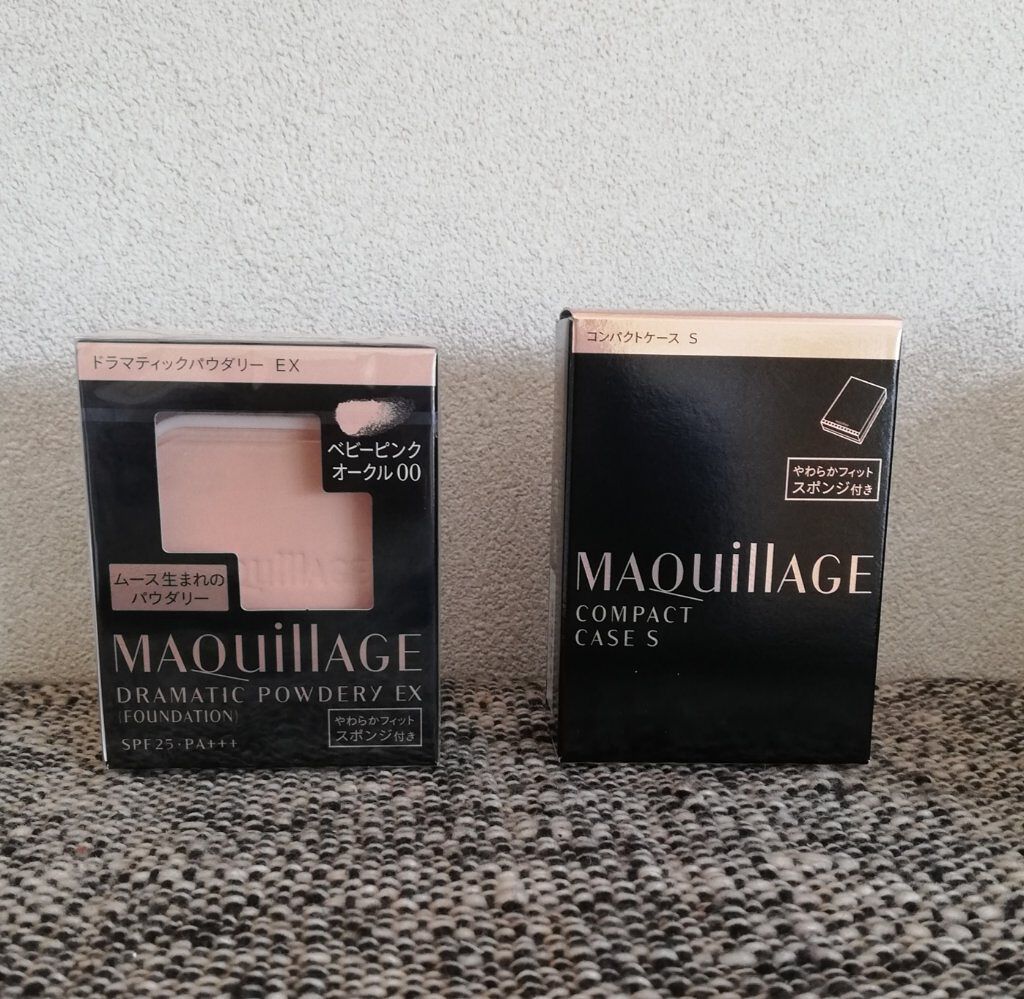 ドラマティックパウダリー EX
ベビーピンク
オークル00
ムース生まれの
パウダリー
MAQuillAGE
DRAMATIC POWDERY EX
(FOUNDATION)
SPF25・PA+++
やわらかフィット
スポンジ付き
コンパクトケース S
やわらかフィット
スポンジ付き
MAQuillAGE
COMPACT
CASE S